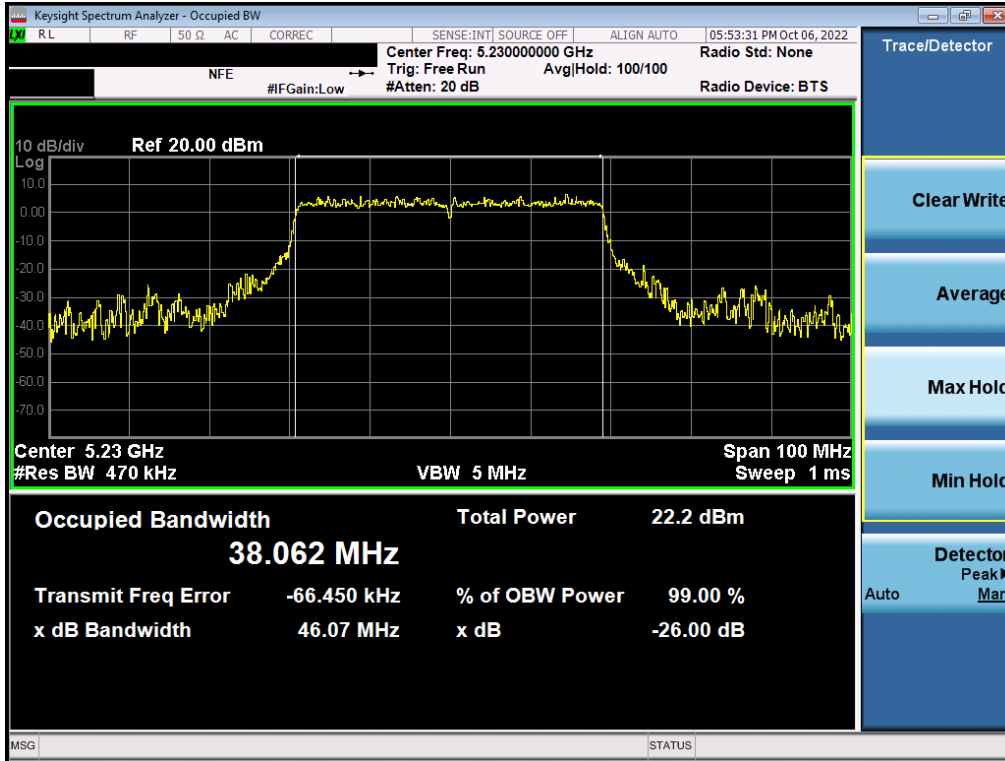 Keysight Spectrum Analyzer - Occupied BW
LXI RL RF 50 Ω AC CORREC SENSE:INT SOURCE OFF ALIGN AUTO 05:53:31 PM Oct 06, 2022
Center Freq: 5.230000000 GHz Radio Std: None
NFE Trig: Free Run Avg|Hold: 100/100
#IFGain:Low #Atten: 20 dB Radio Device: BTS
Trace/Detector
10 dB/div Ref 20.00 dBm
Log
10.0
0.00
-10.0
-20.0
-30.0
-40.0
-50.0
-60.0
-70.0
Center 5.23 GHz Span 100 MHz
#Res BW 470 kHz VBW 5 MHz Sweep 1 ms
Occupied Bandwidth Total Power 22.2 dBm
38.062 MHz
Transmit Freq Error -66.450 kHz % of OBW Power 99.00 %
x dB Bandwidth 46.07 MHz x dB -26.00 dB
Clear Write
Average
Max Hold
Min Hold
Detector
Peak
Auto Man
MSG STATUS